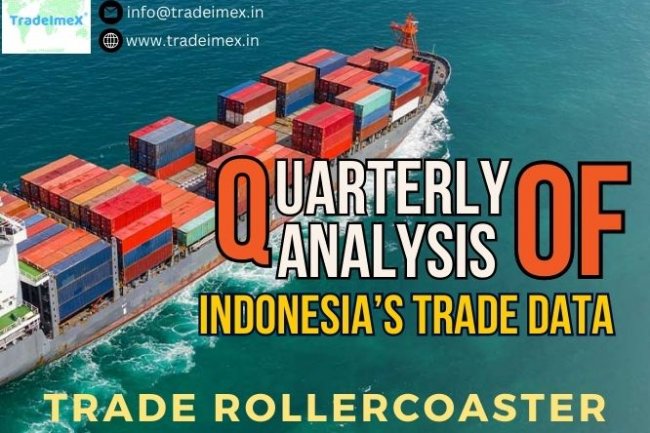 TradeImeX
info@tradeimex.in
www.tradeimex.in
QUARTERLY
ANALYSIS OF
INDONESIA'S TRADE DATA
TRADE ROLLERCOASTER